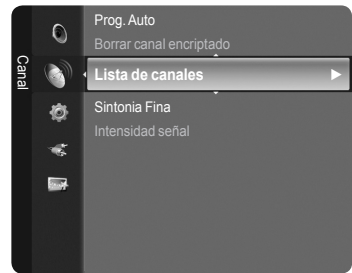 Canal
Prog. Auto
Borrar canal encriptado
Lista de canales
Sintonia Fina
Intensidad señal